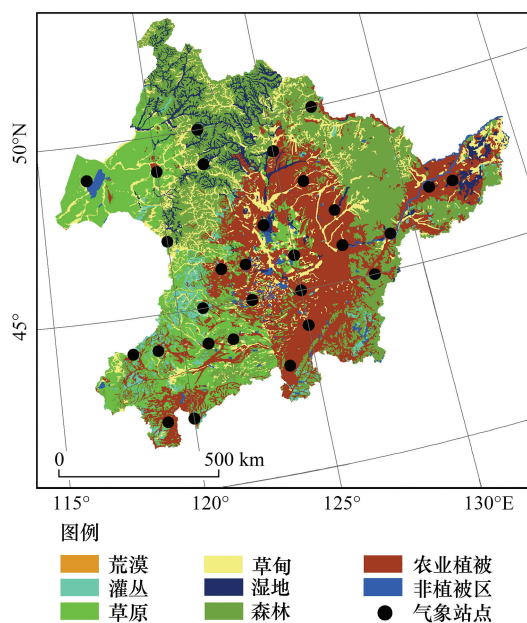 50°N
45°
0 500 km
115° 120° 125° 130°E
图例
荒漠 草甸 农业植被
灌丛 湿地 非植被区
草原 森林 气象站点